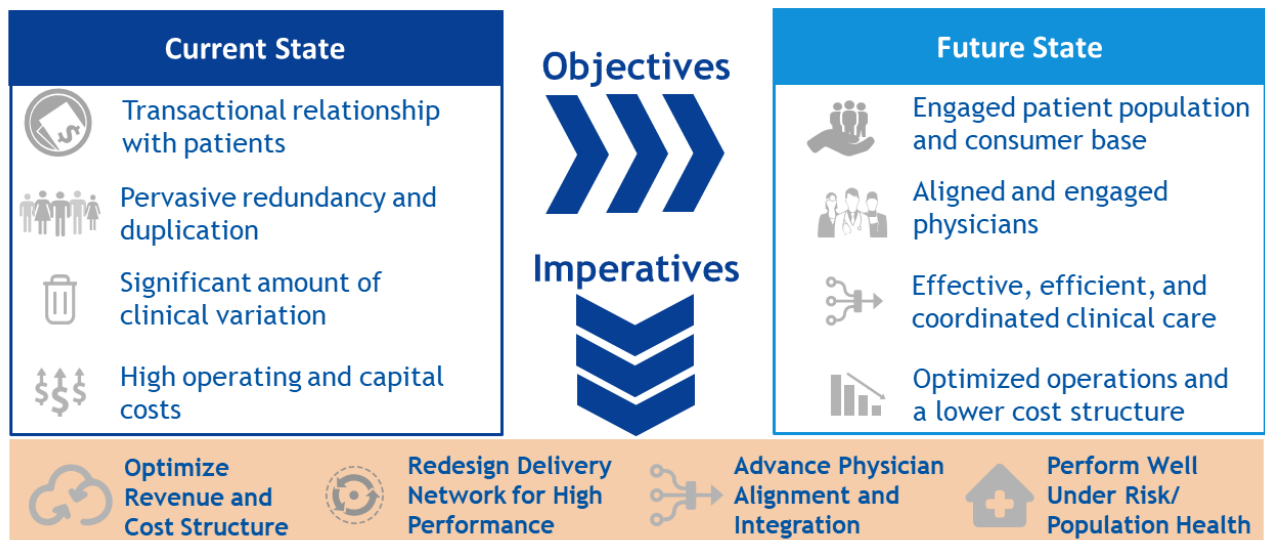 Current State
Transactional relationship
with patients
Pervasive redundancy and
duplication
Significant amount of
clinical variation
High operating and capital
costs
Objectives
Imperatives
Future State
Engaged patient population
and consumer base
Aligned and engaged
physicians
Effective, efficient, and
coordinated clinical care
Optimized operations and
a lower cost structure
Optimize
Revenue and
Cost Structure
Redesign Delivery
Network for High
Performance
Advance Physician
Alignment and
Integration
Perform Well
Under Risk/
Population Health